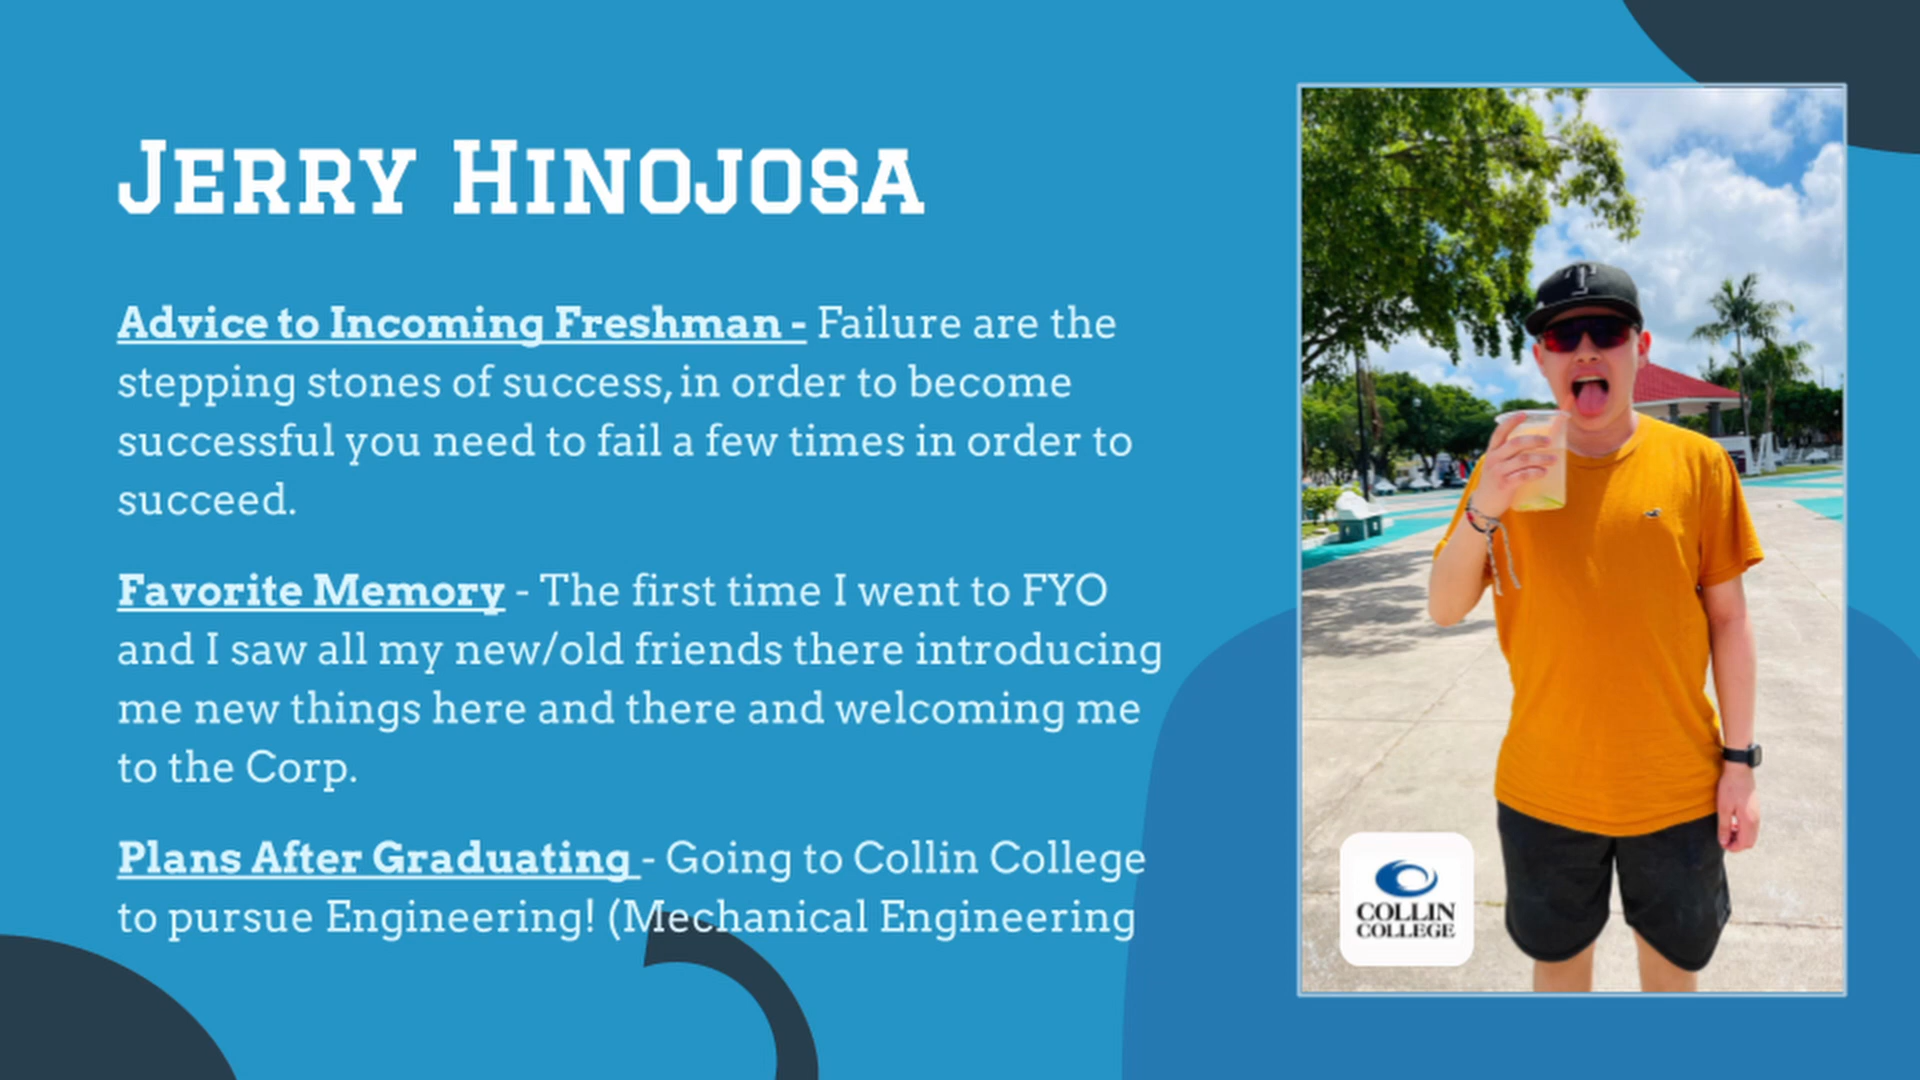 Jerry Hinojosa
Advice to Incoming Freshman - Failure are the
stepping stones of success, in order to become
successful you need to fail a few times in order to
succeed.
Favorite Memory - The first time I went to FYO
and I saw all my new/old friends there introducing
me new things here and there and welcoming me
to the Corp.
Plans After Graduating - Going to Collin College
to pursue Engineering! (Mechanical Engineering
T
COLLIN
COLLEGE